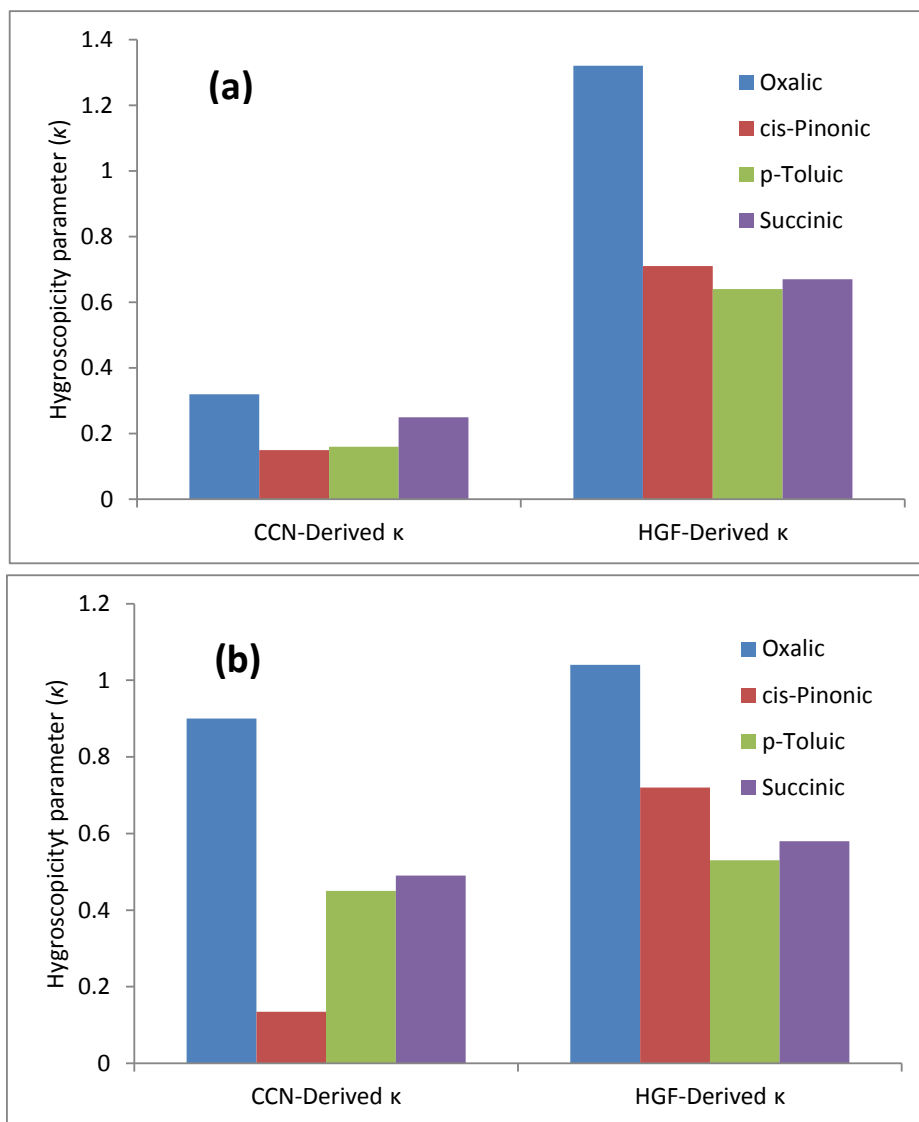 (a)
Hygroscopicity parameter (κ)
1.4
1.2
1
0.8
0.6
0.4
0.2
0
Oxalic
cis-Pinonic
p-Toluic
Succinic
CCN-Derived κ
HGF-Derived κ
(b)
Hygroscopicityt parameter (κ)
1.2
1
0.8
0.6
0.4
0.2
0
Oxalic
cis-Pinonic
p-Toluic
Succinic
CCN-Derived κ
HGF-Derived κ